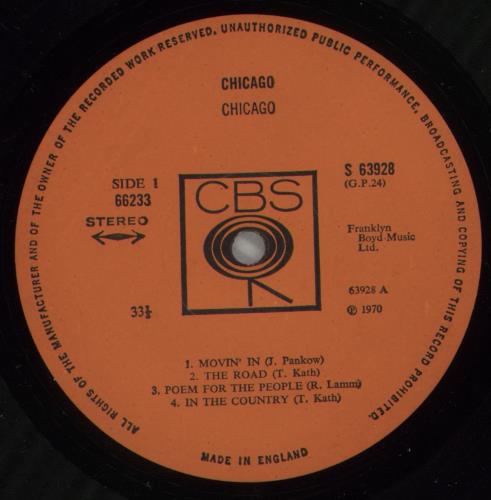 ALL RIGHTS OF THE MANUFACTURER AND OF THE OWNER OF THE RECORDED WORK RESERVED. UNAUTHORIZED PUBLIC PERFORMANCE, BROADCASTING AND COPYING OF THIS RECORD PROHIBITED.
CHICAGO
CHICAGO
SIDE 1
66233
STEREO
S 63928
(G.P.24)
CBS
Franklyn
Boyd Music
Ltd.
33⅓
63928 A
℗ 1970
1. MOVIN' IN (J. Pankow)
2. THE ROAD (T. Kath)
3. POEM FOR THE PEOPLE (R. Lamm)
4. IN THE COUNTRY (T. Kath)
MADE IN ENGLAND